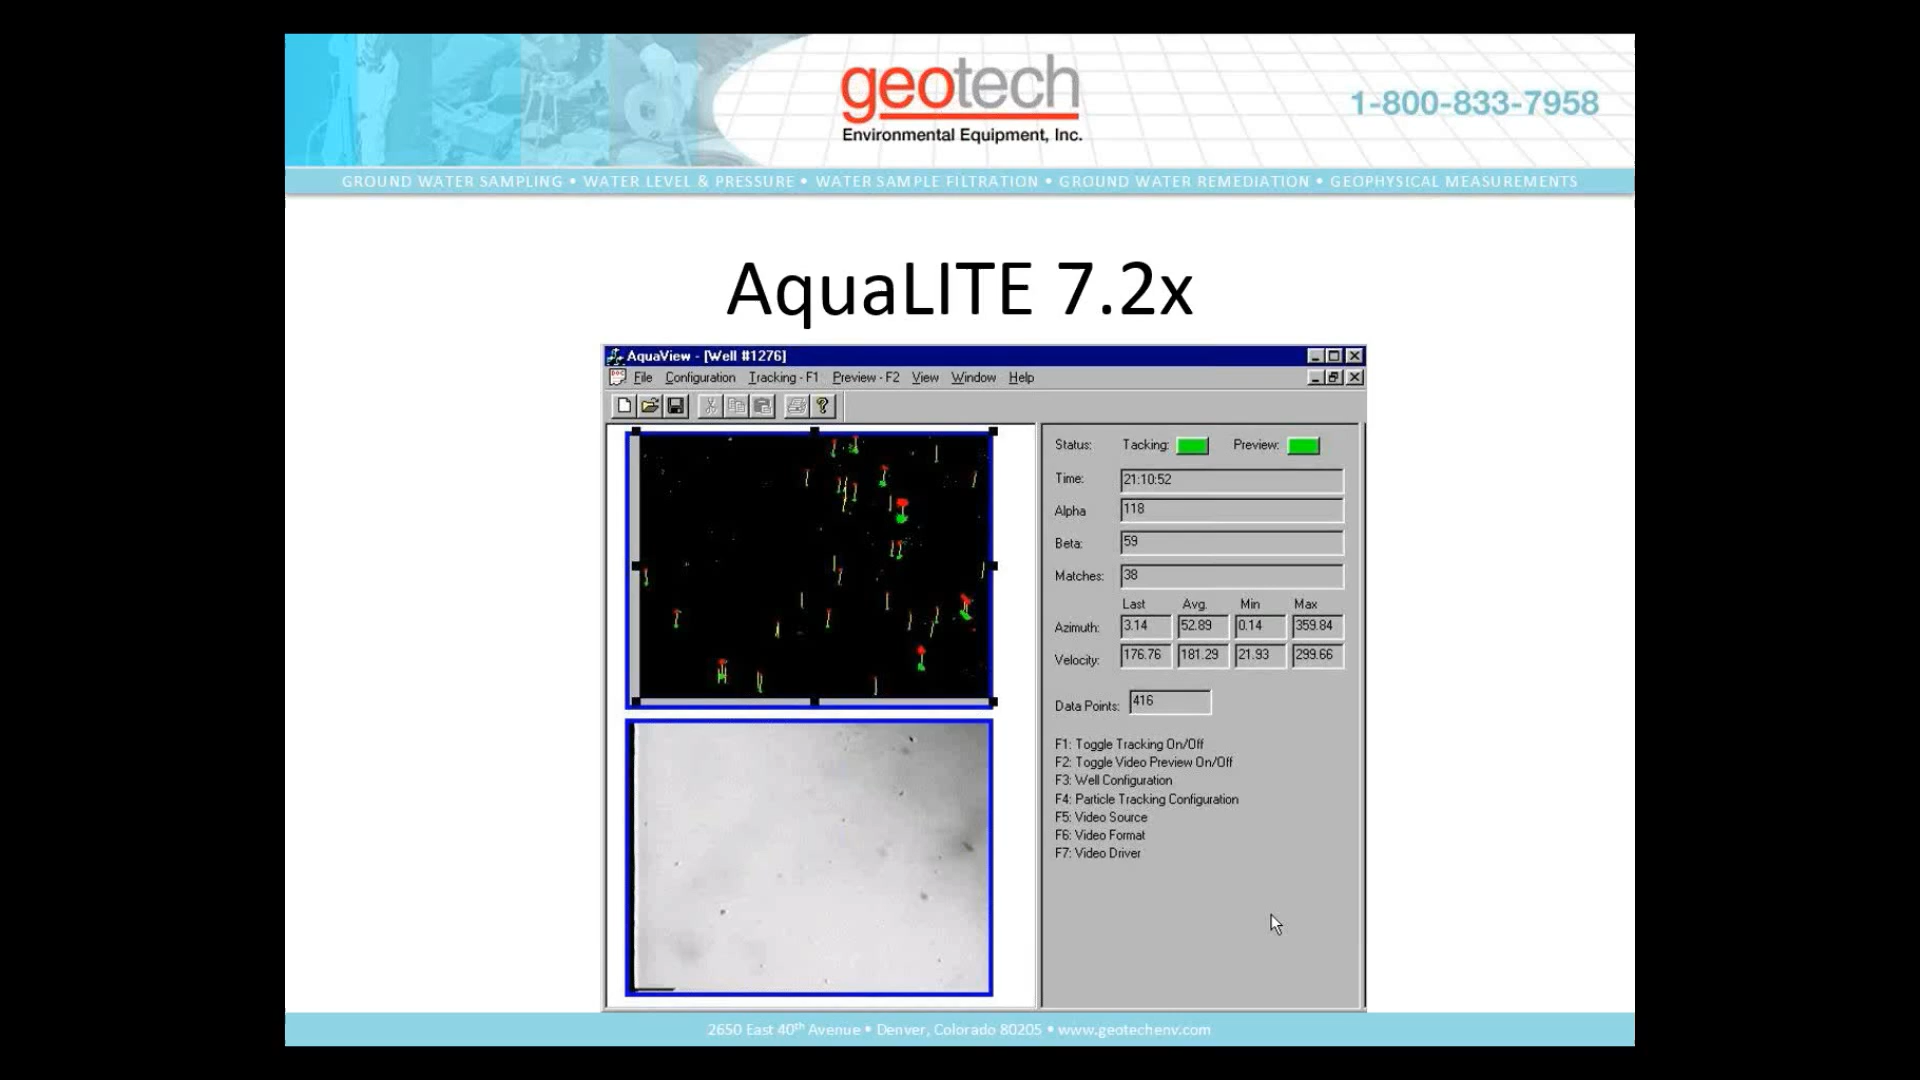 geotech
Environmental Equipment, Inc.
1-800-833-7958
GROUND WATER SAMPLING • WATER LEVEL & PRESSURE • WATER SAMPLE FILTRATION • GROUND WATER REMEDIATION • GEOPHYSICAL MEASUREMENTS
AquaLITE 7.2x
AquaView - [Well #1276]
File Configuration Tracking - F1 Preview - F2 View Window Help
Status: Tacking: Preview:
Time: 21:10:52
Alpha 118
Beta: 59
Matches: 38
Last Avg. Min Max
Azimuth: 3.14 52.89 0.14 359.84
Velocity: 176.76 181.29 21.93 299.66
Data Points: 416
F1: Toggle Tracking On/Off
F2: Toggle Video Preview On/Off
F3: Well Configuration
F4: Particle Tracking Configuration
F5: Video Source
F6: Video Format
F7: Video Driver
2650 East 40th Avenue • Denver, Colorado 80205 • www.geotechenv.com